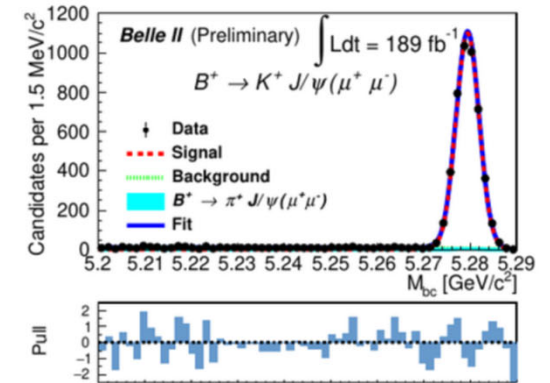 Candidates per 1.5 MeV/c²
1200
1000
800
600
400
200
0
Belle II (Preliminary) ∫Ldt = 189 fb⁻¹
B⁺ → K⁺ J/ψ(μ⁺ μ⁻)
Data
Signal
Background
B⁺ → π⁺ J/ψ(μ⁺μ⁻)
Fit
5.2 5.21 5.22 5.23 5.24 5.25 5.26 5.27 5.28 5.29
M_bc [GeV/c²]
Pull
2
1
0
−1
−2